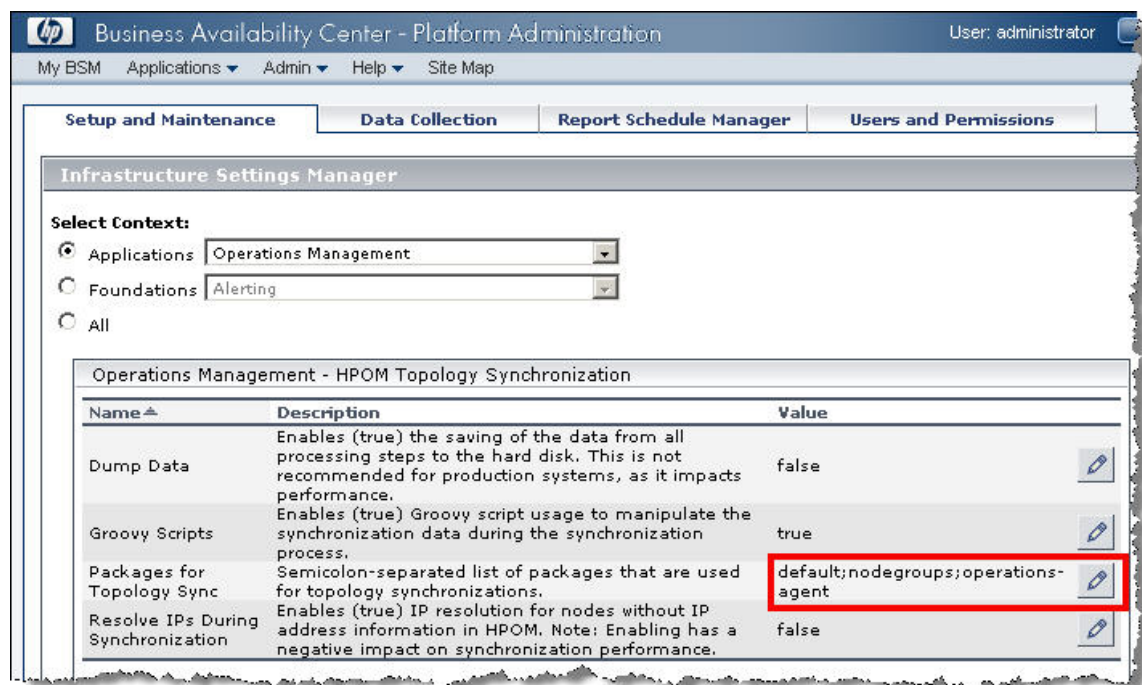 hp Business Availability Center - Platform Administration User: administrator
My BSM Applications Admin Help Site Map
Setup and Maintenance Data Collection Report Schedule Manager Users and Permissions
Infrastructure Settings Manager
Select Context:
Applications Operations Management
Foundations Alerting
All
Operations Management - HPOM Topology Synchronization
Name Description Value
Enables (true) the saving of the data from all
processing steps to the hard disk. This is not
Dump Data recommended for production systems, as it impacts false
performance.
Enables (true) Groovy script usage to manipulate the
Groovy Scripts synchronization data during the synchronization true
process.
Packages for Semicolon-separated list of packages that are used default;nodegroups;operations-
Topology Sync for topology synchronizations. agent
Resolve IPs During Enables (true) IP resolution for nodes without IP
Synchronization address information in HPOM. Note: Enabling has a false
negative impact on synchronization performance.